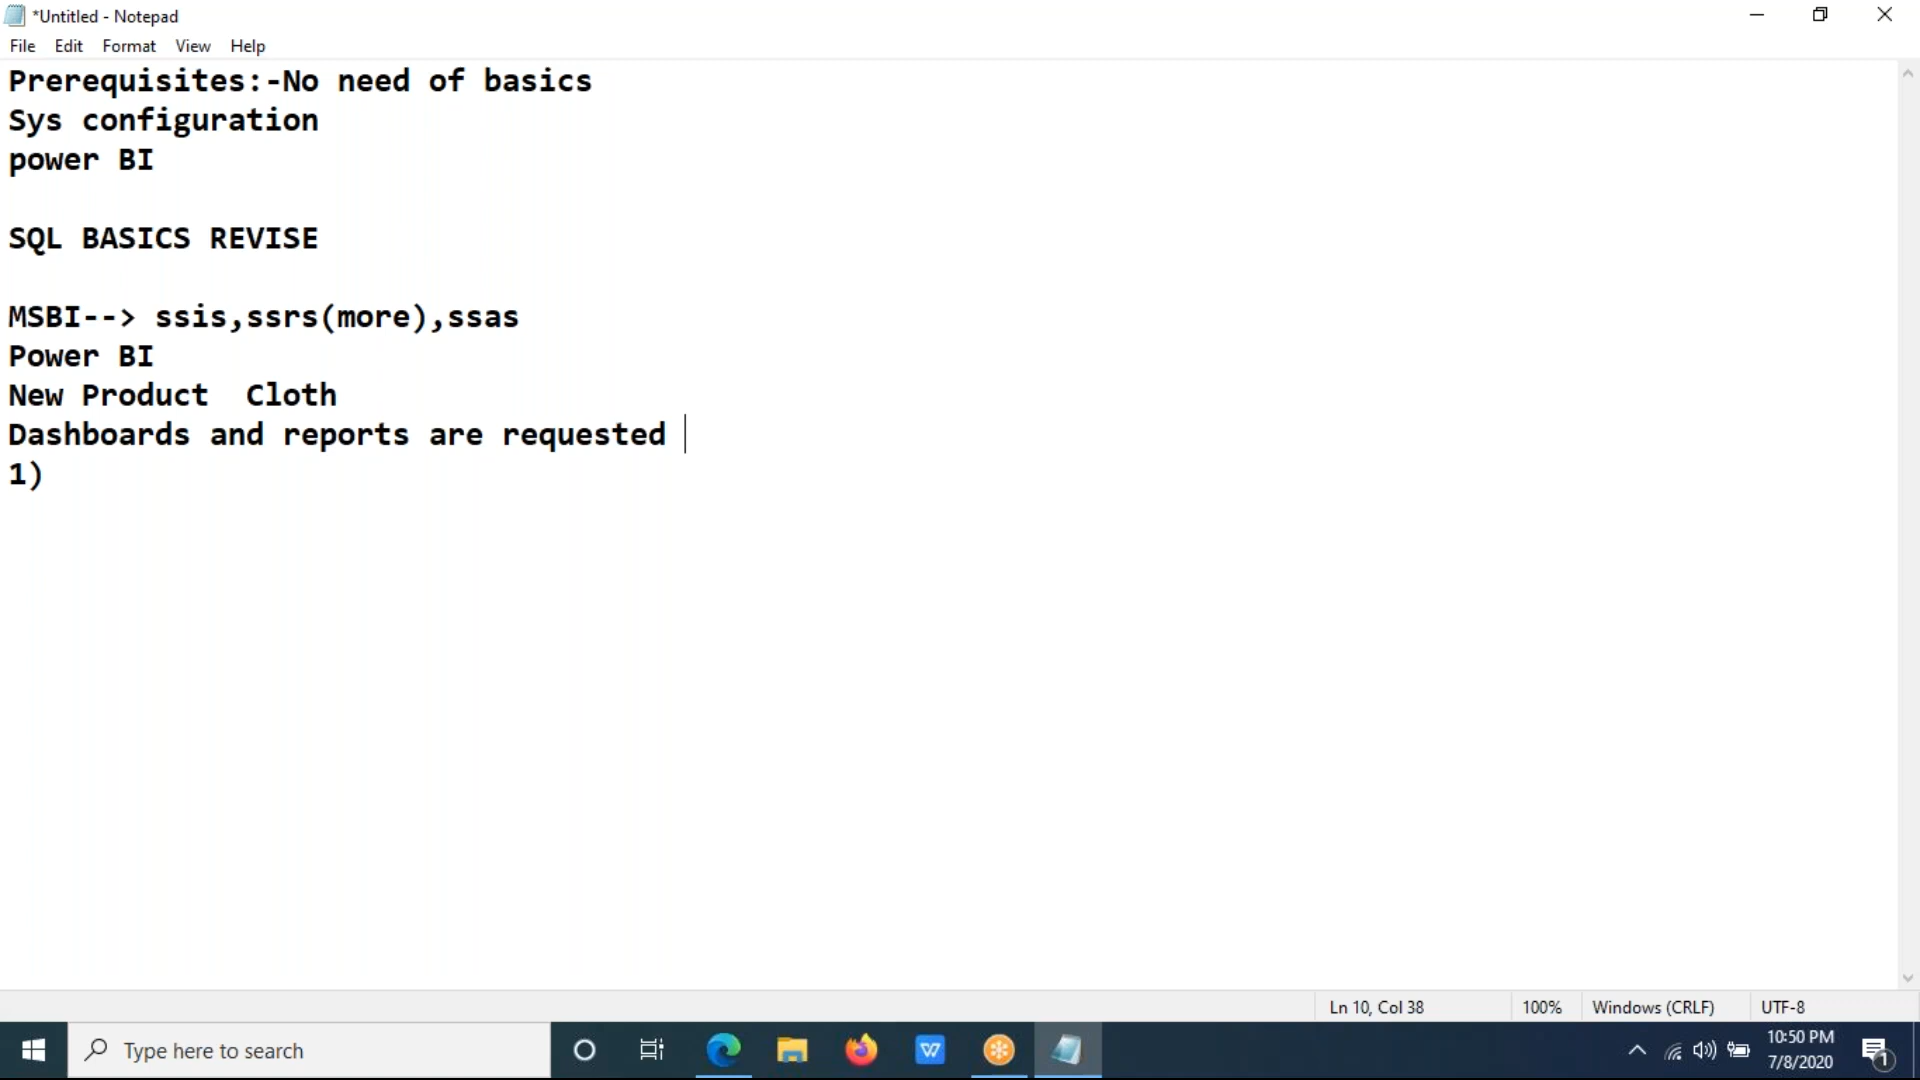 *Untitled - Notepad
File Edit Format View Help
Prerequisites:-No need of basics
Sys configuration
power BI
SQL BASICS REVISE
MSBI--> ssis,ssrs(more),ssas
Power BI
New Product  Cloth
Dashboards and reports are requested
1)
Ln 10, Col 38 100% Windows (CRLF) UTF-8
Type here to search
10:50 PM
7/8/2020
1